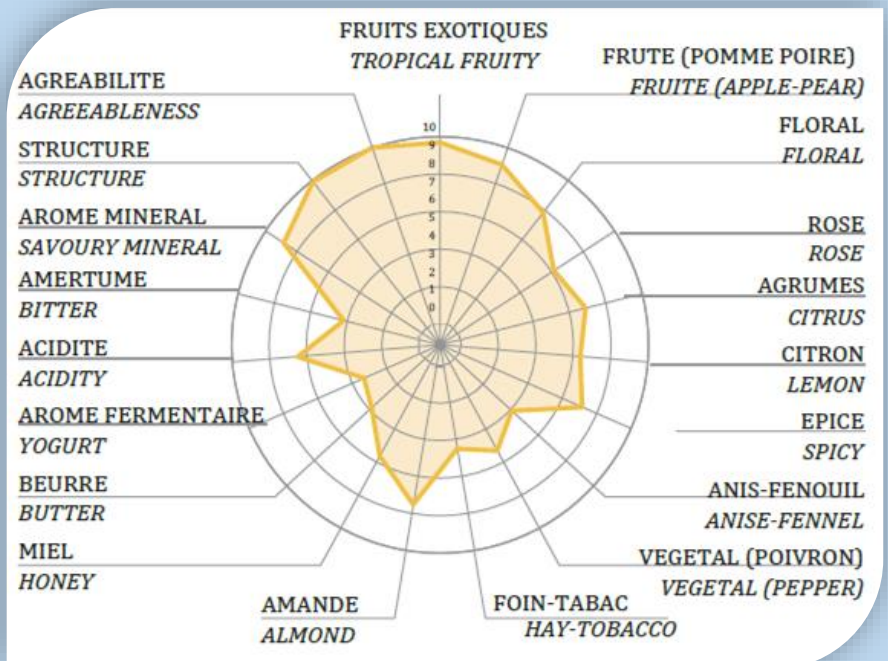 FRUITS EXOTIQUES
TROPICAL FRUITY
FRUTE (POMME POIRE)
FRUITE (APPLE-PEAR)
FLORAL
FLORAL
ROSE
ROSE
AGRUMES
CITRUS
CITRON
LEMON
EPICE
SPICY
ANIS-FENOUIL
ANISE-FENNEL
VEGETAL (POIVRON)
VEGETAL (PEPPER)
FOIN-TABAC
HAY-TOBACCO
AMANDE
ALMOND
MIEL
HONEY
BEURRE
BUTTER
AROME FERMENTAIRE
YOGURT
ACIDITE
ACIDITY
AMERTUME
BITTER
AROME MINERAL
SAVOURY MINERAL
STRUCTURE
STRUCTURE
AGREABILITE
AGREEABLENESS
10
9
8
7
6
5
4
3
2
1
0